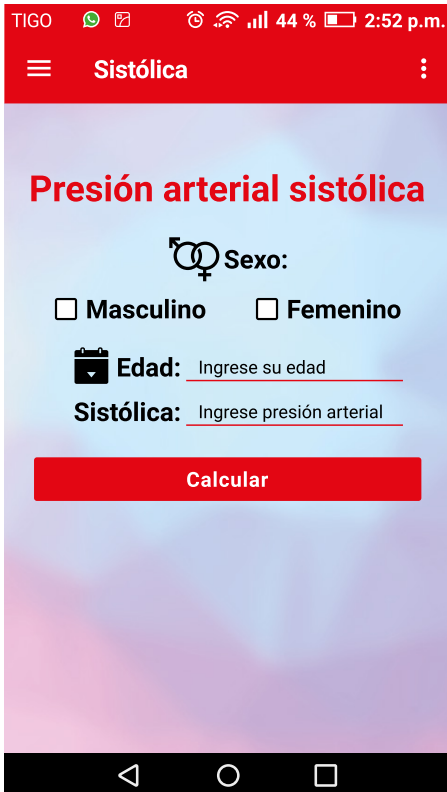 TIGO 44 % 2:52 p.m.
Sistólica
Presión arterial sistólica
Sexo:
Masculino Femenino
Edad: Ingrese su edad
Sistólica: Ingrese presión arterial
Calcular